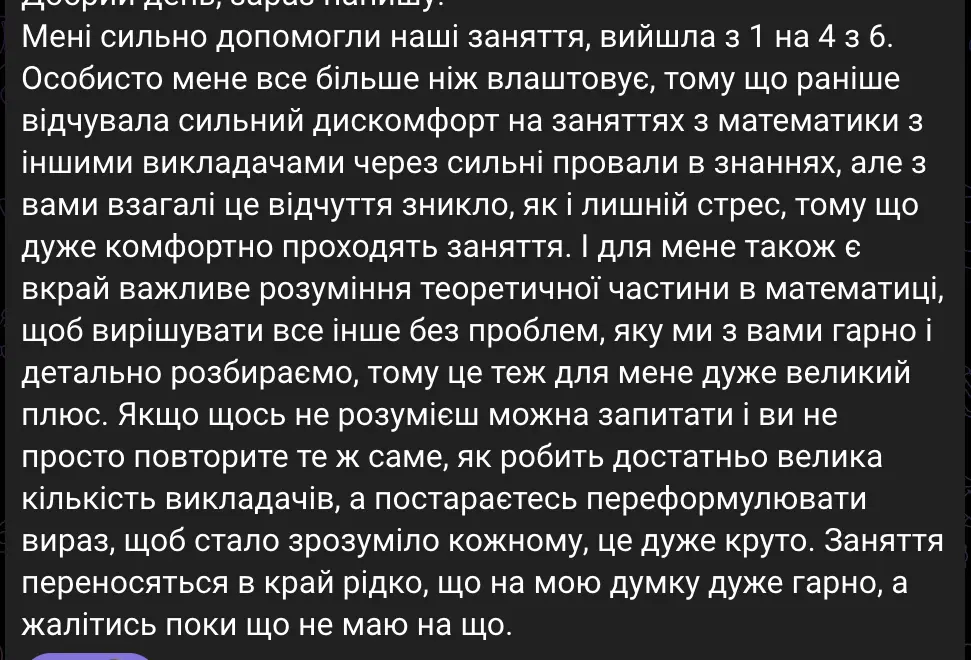 Добрий день, зараз напишу.
Мені сильно допомогли наші заняття, вийшла з 1 на 4 з 6.
Особисто мене все більше ніж влаштовує, тому що раніше
відчувала сильний дискомфорт на заняттях з математики з
іншими викладачами через сильні провали в знаннях, але з
вами взагалі це відчуття зникло, як і лишній стрес, тому що
дуже комфортно проходять заняття. І для мене також є
вкрай важливе розуміння теоретичної частини в математиці,
щоб вирішувати все інше без проблем, яку ми з вами гарно і
детально розбираємо, тому це теж для мене дуже великий
плюс. Якщо щось не розумієш можна запитати і ви не
просто повторите те ж саме, як робить достатньо велика
кількість викладачів, а постараєтесь переформулювати
вираз, щоб стало зрозуміло кожному, це дуже круто. Заняття
переносяться в край рідко, що на мою думку дуже гарно, а
жалітись поки що не маю на що.